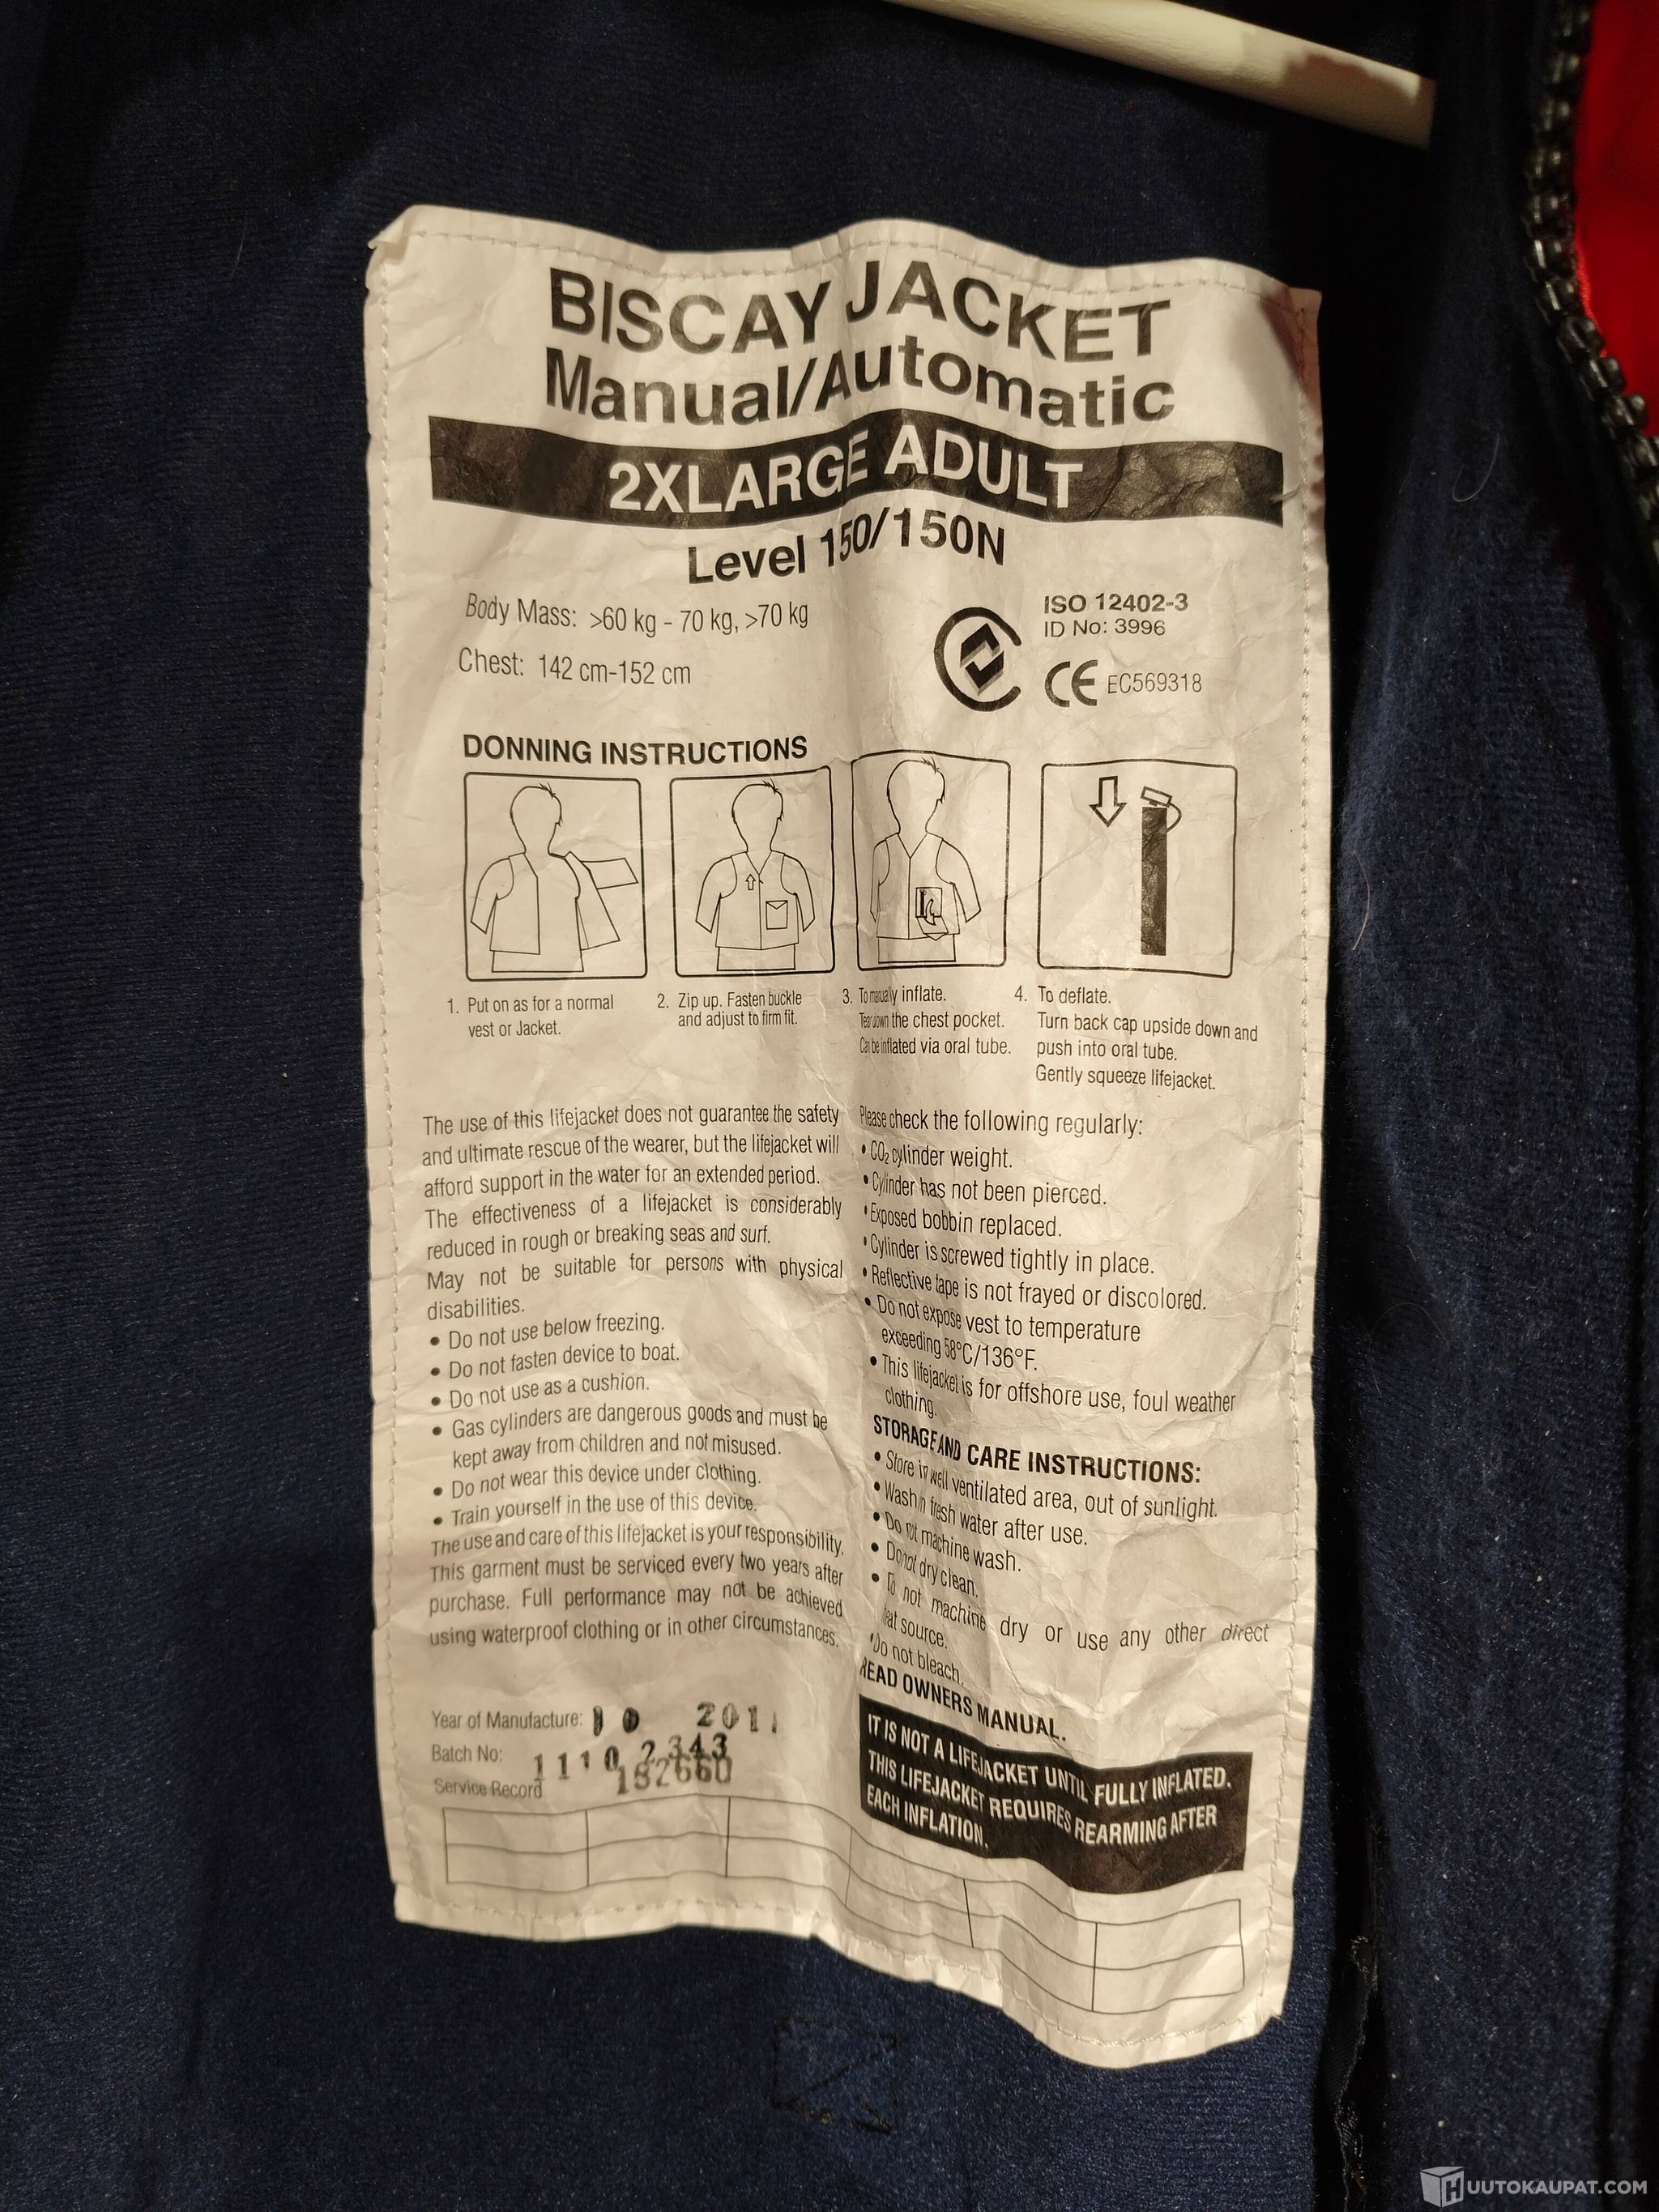 BISCAY JACKET
Manual/Automatic
2XLARGE ADULT
Level 150/150N
Body Mass: >60 kg - 70 kg, >70 kg
Chest: 142 cm-152 cm
ISO 12402-3
ID No: 3996
CE EC569318
DONNING INSTRUCTIONS
1. Put on as for a normal
vest or Jacket.
2. Zip up. Fasten buckle
and adjust to firm fit.
3. To manually inflate.
Tear down the chest pocket.
Can be inflated via oral tube.
4. To deflate.
Turn back cap upside down and
push into oral tube.
Gently squeeze lifejacket.
The use of this lifejacket does not guarantee the safety
and ultimate rescue of the wearer, but the lifejacket will
afford support in the water for an extended period.
The effectiveness of a lifejacket is considerably
reduced in rough or breaking seas and surf.
May not be suitable for persons with physical
disabilities.
• Do not use below freezing.
• Do not fasten device to boat.
• Do not use as a cushion.
• Gas cylinders are dangerous goods and must be
kept away from children and not misused.
• Do not wear this device under clothing.
• Train yourself in the use of this device.
The use and care of this lifejacket is your responsibility.
This garment must be serviced every two years after
purchase. Full performance may not be achieved
using waterproof clothing or in other circumstances.
Year of Manufacture: 10 2011
Batch No: 1110 2343
182660
Service Record
Please check the following regularly:
• CO₂ cylinder weight.
• Cylinder has not been pierced.
• Exposed bobbin replaced.
• Cylinder is screwed tightly in place.
• Reflective tape is not frayed or discolored.
• Do not expose vest to temperature
exceeding 58°C/136°F.
• This lifejacket is for offshore use, foul weather
clothing.
STORAGE AND CARE INSTRUCTIONS:
• Store in well ventilated area, out of sunlight.
• Wash in fresh water after use.
• Do not machine wash.
• Do not dry clean.
• Do not machine dry or use any other direct
heat source.
• Do not bleach.
READ OWNERS MANUAL.
IT IS NOT A LIFEJACKET UNTIL FULLY INFLATED.
THIS LIFEJACKET REQUIRES REARMING AFTER
EACH INFLATION.
HUUTOKAUPAT.COM